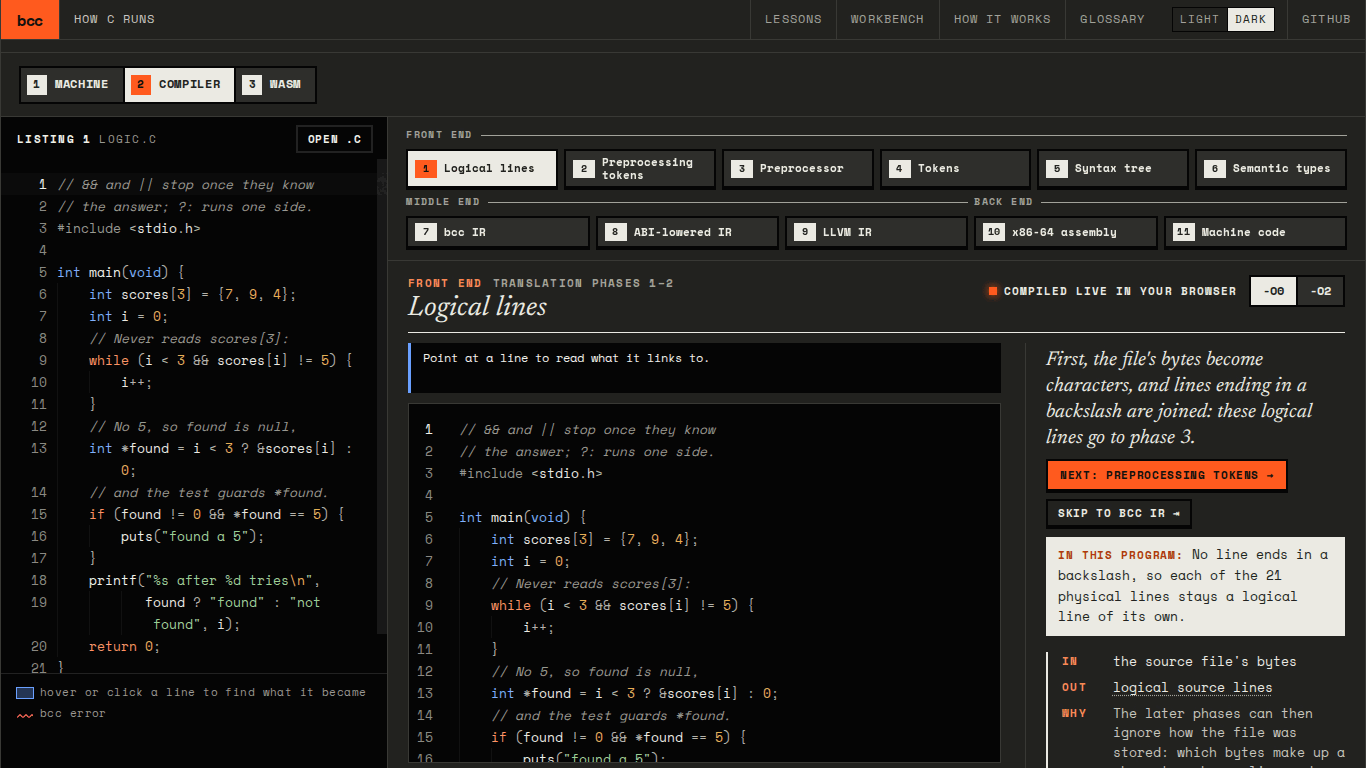 bcc HOW C RUNS LESSONS WORKBENCH HOW IT WORKS GLOSSARY LIGHT DARK GITHUB
1 MACHINE 2 COMPILER 3 WASM
LISTING 1 LOGIC.C OPEN .C
1 // && and || stop once they know
2 // the answer; ?: runs one side.
3 #include <stdio.h>
4
5 int main(void) {
6     int scores[3] = {7, 9, 4};
7     int i = 0;
8     // Never reads scores[3]:
9     while (i < 3 && scores[i] != 5) {
10         i++;
11     }
12     // No 5, so found is null,
13     int *found = i < 3 ? &scores[i] :
0;
14     // and the test guards *found.
15     if (found != 0 && *found == 5) {
16         puts("found a 5");
17     }
18     printf("%s after %d tries\n",
19            found ? "found" : "not
found", i);
20     return 0;
21 }
hover or click a line to find what it became
bcc error
FRONT END
1 Logical lines
2 Preprocessing
tokens
3 Preprocessor
4 Tokens
5 Syntax tree
6 Semantic types
MIDDLE END BACK END
7 bcc IR
8 ABI-lowered IR
9 LLVM IR
10 x86-64 assembly
11 Machine code
FRONT END TRANSLATION PHASES 1–2
Logical lines
COMPILED LIVE IN YOUR BROWSER -O0 -O2
Point at a line to read what it links to.
1 // && and || stop once they know
2 // the answer; ?: runs one side.
3 #include <stdio.h>
4
5 int main(void) {
6     int scores[3] = {7, 9, 4};
7     int i = 0;
8     // Never reads scores[3]:
9     while (i < 3 && scores[i] != 5) {
10         i++;
11     }
12     // No 5, so found is null,
13     int *found = i < 3 ? &scores[i] : 0;
14     // and the test guards *found.
15     if (found != 0 && *found == 5) {
16         puts("found a 5");
First, the file's bytes become
characters, and lines ending in a
backslash are joined: these logical
lines go to phase 3.
NEXT: PREPROCESSING TOKENS →
SKIP TO BCC IR ⇥
IN THIS PROGRAM: No line ends in a
backslash, so each of the 21
physical lines stays a logical
line of its own.
IN the source file's bytes
OUT logical source lines
WHY The later phases can then
ignore how the file was
stored: which bytes make up a